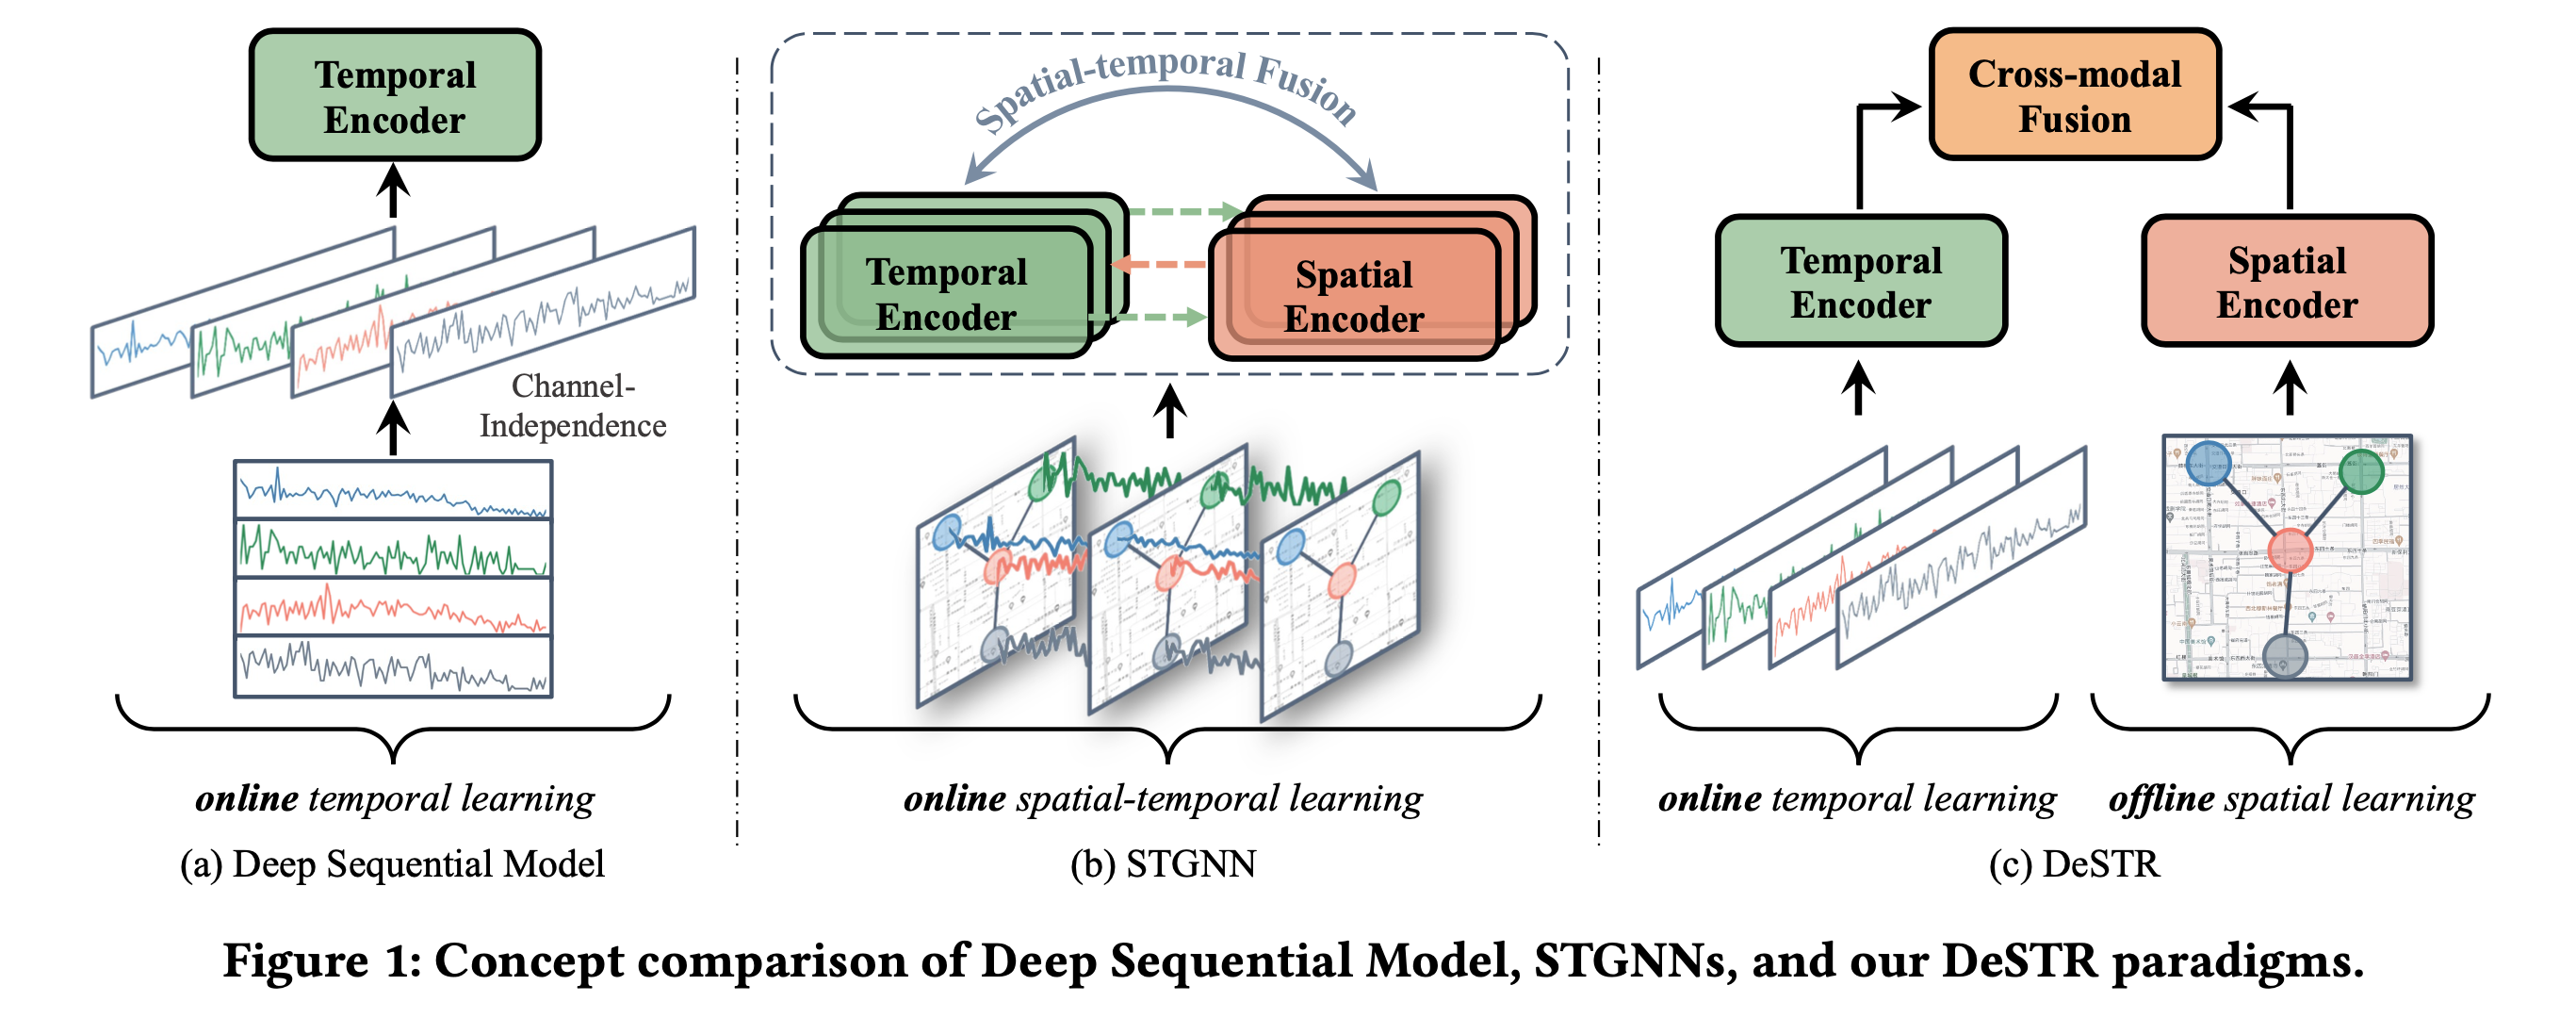 Temporal
Encoder
Channel-
Independence
online temporal learning
(a) Deep Sequential Model
Spatial-temporal Fusion
Temporal
Encoder
Spatial
Encoder
online spatial-temporal learning
(b) STGNN
Cross-modal
Fusion
Temporal
Encoder
Spatial
Encoder
online temporal learning
offline spatial learning
(c) DeSTR
Figure 1: Concept comparison of Deep Sequential Model, STGNNs, and our DeSTR paradigms.